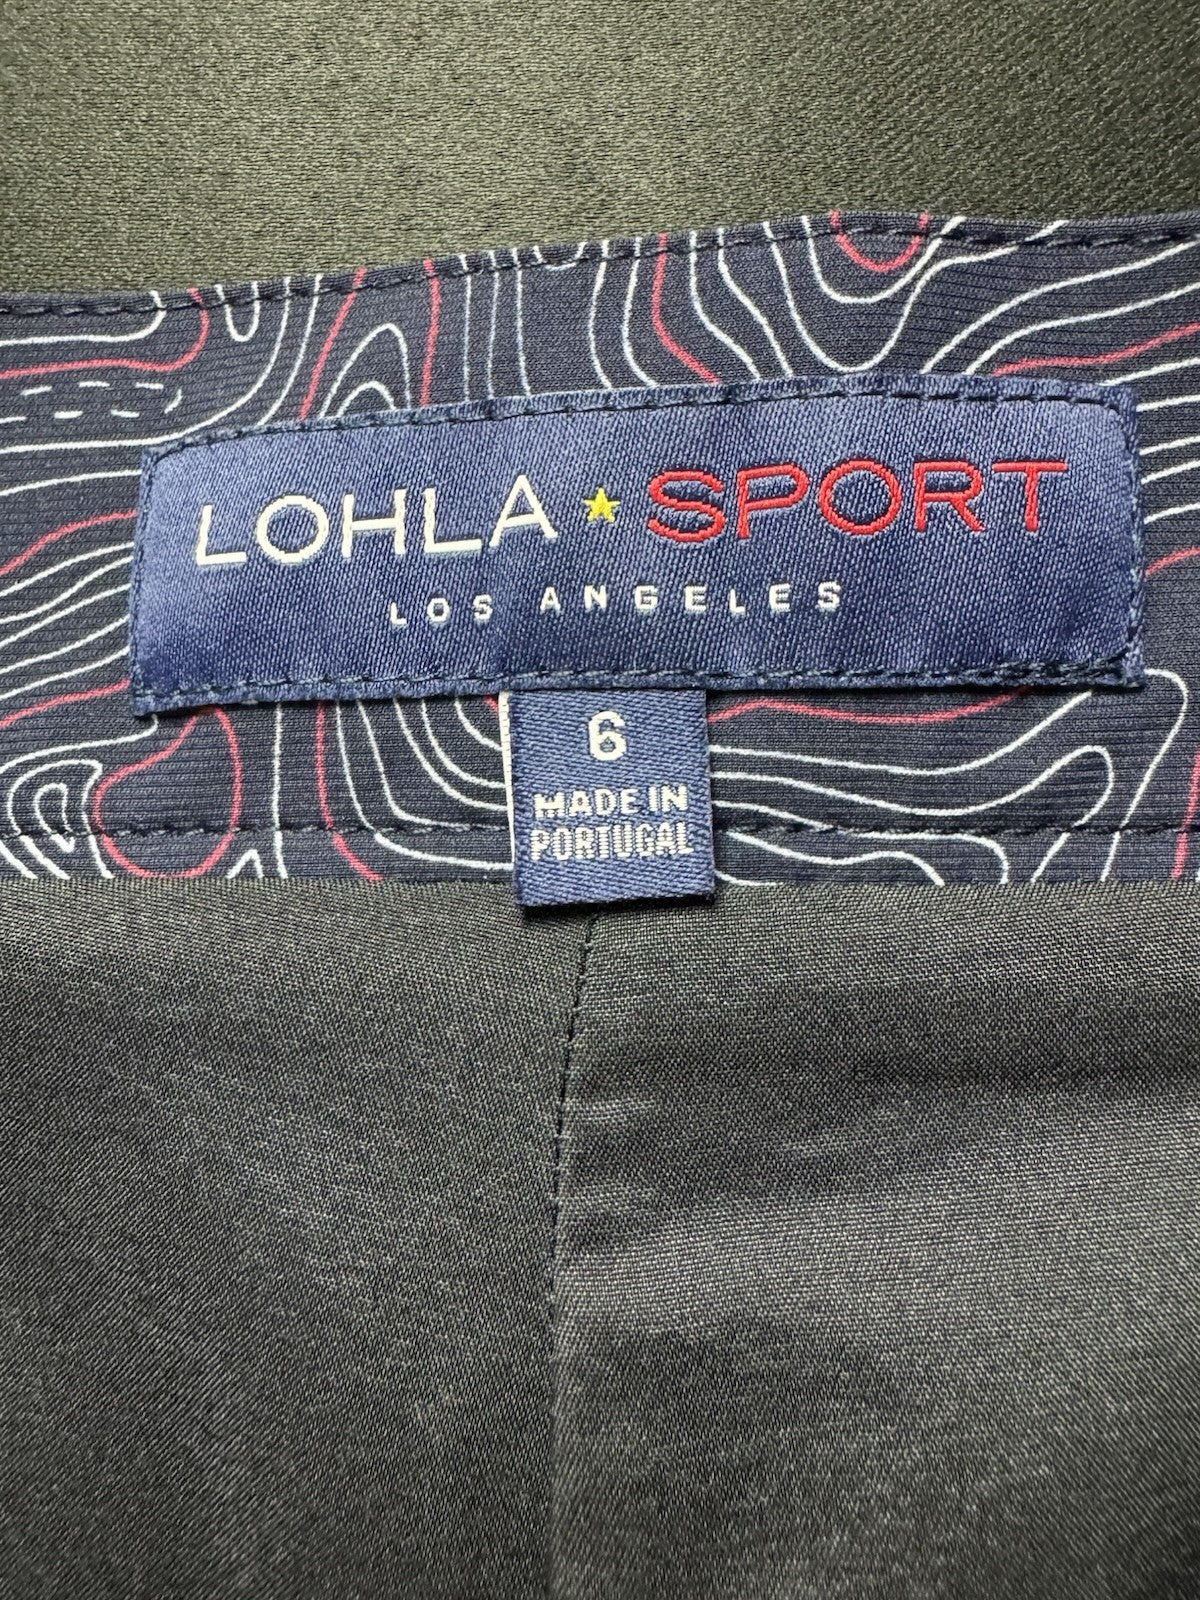 LOHLA★SPORT
LOS ANGELES
6
MADE IN
PORTUGAL